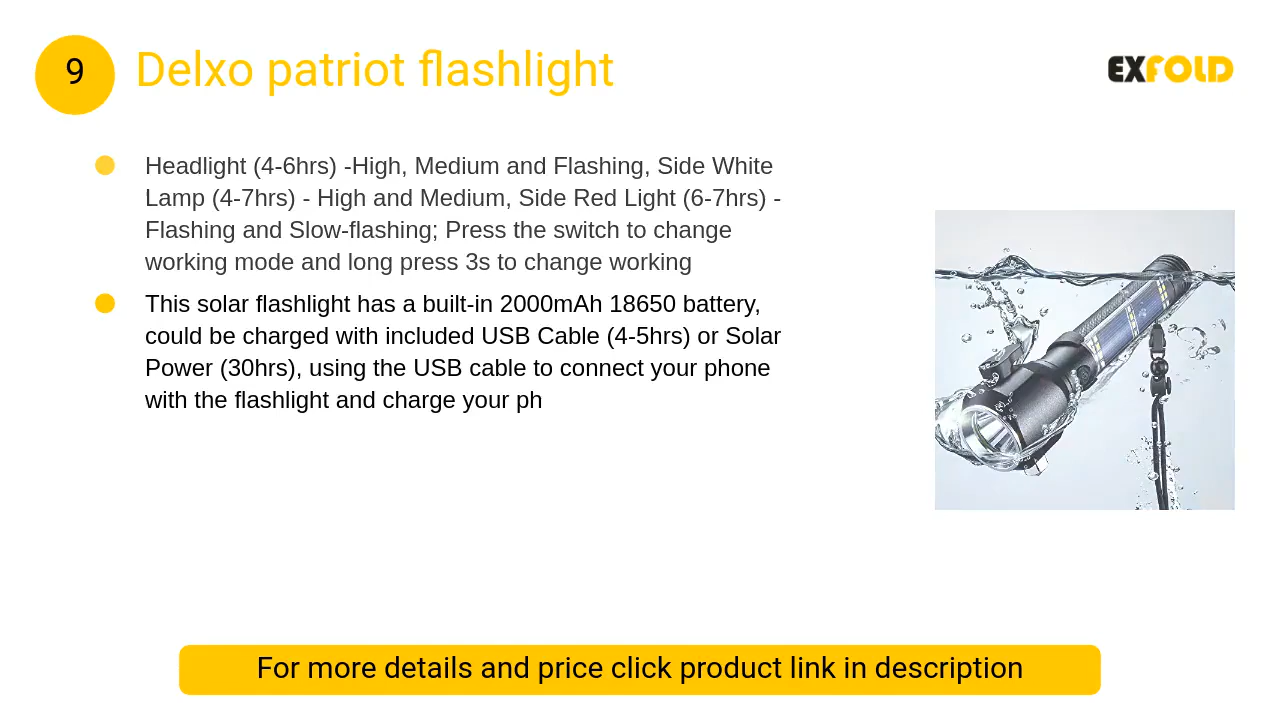 9
Delxo patriot flashlight
EXFOLD
Headlight (4-6hrs) -High, Medium and Flashing, Side White
Lamp (4-7hrs) - High and Medium, Side Red Light (6-7hrs) -
Flashing and Slow-flashing; Press the switch to change
working mode and long press 3s to change working
This solar flashlight has a built-in 2000mAh 18650 battery,
could be charged with included USB Cable (4-5hrs) or Solar
Power (30hrs), using the USB cable to connect your phone
with the flashlight and charge your ph
For more details and price click product link in description